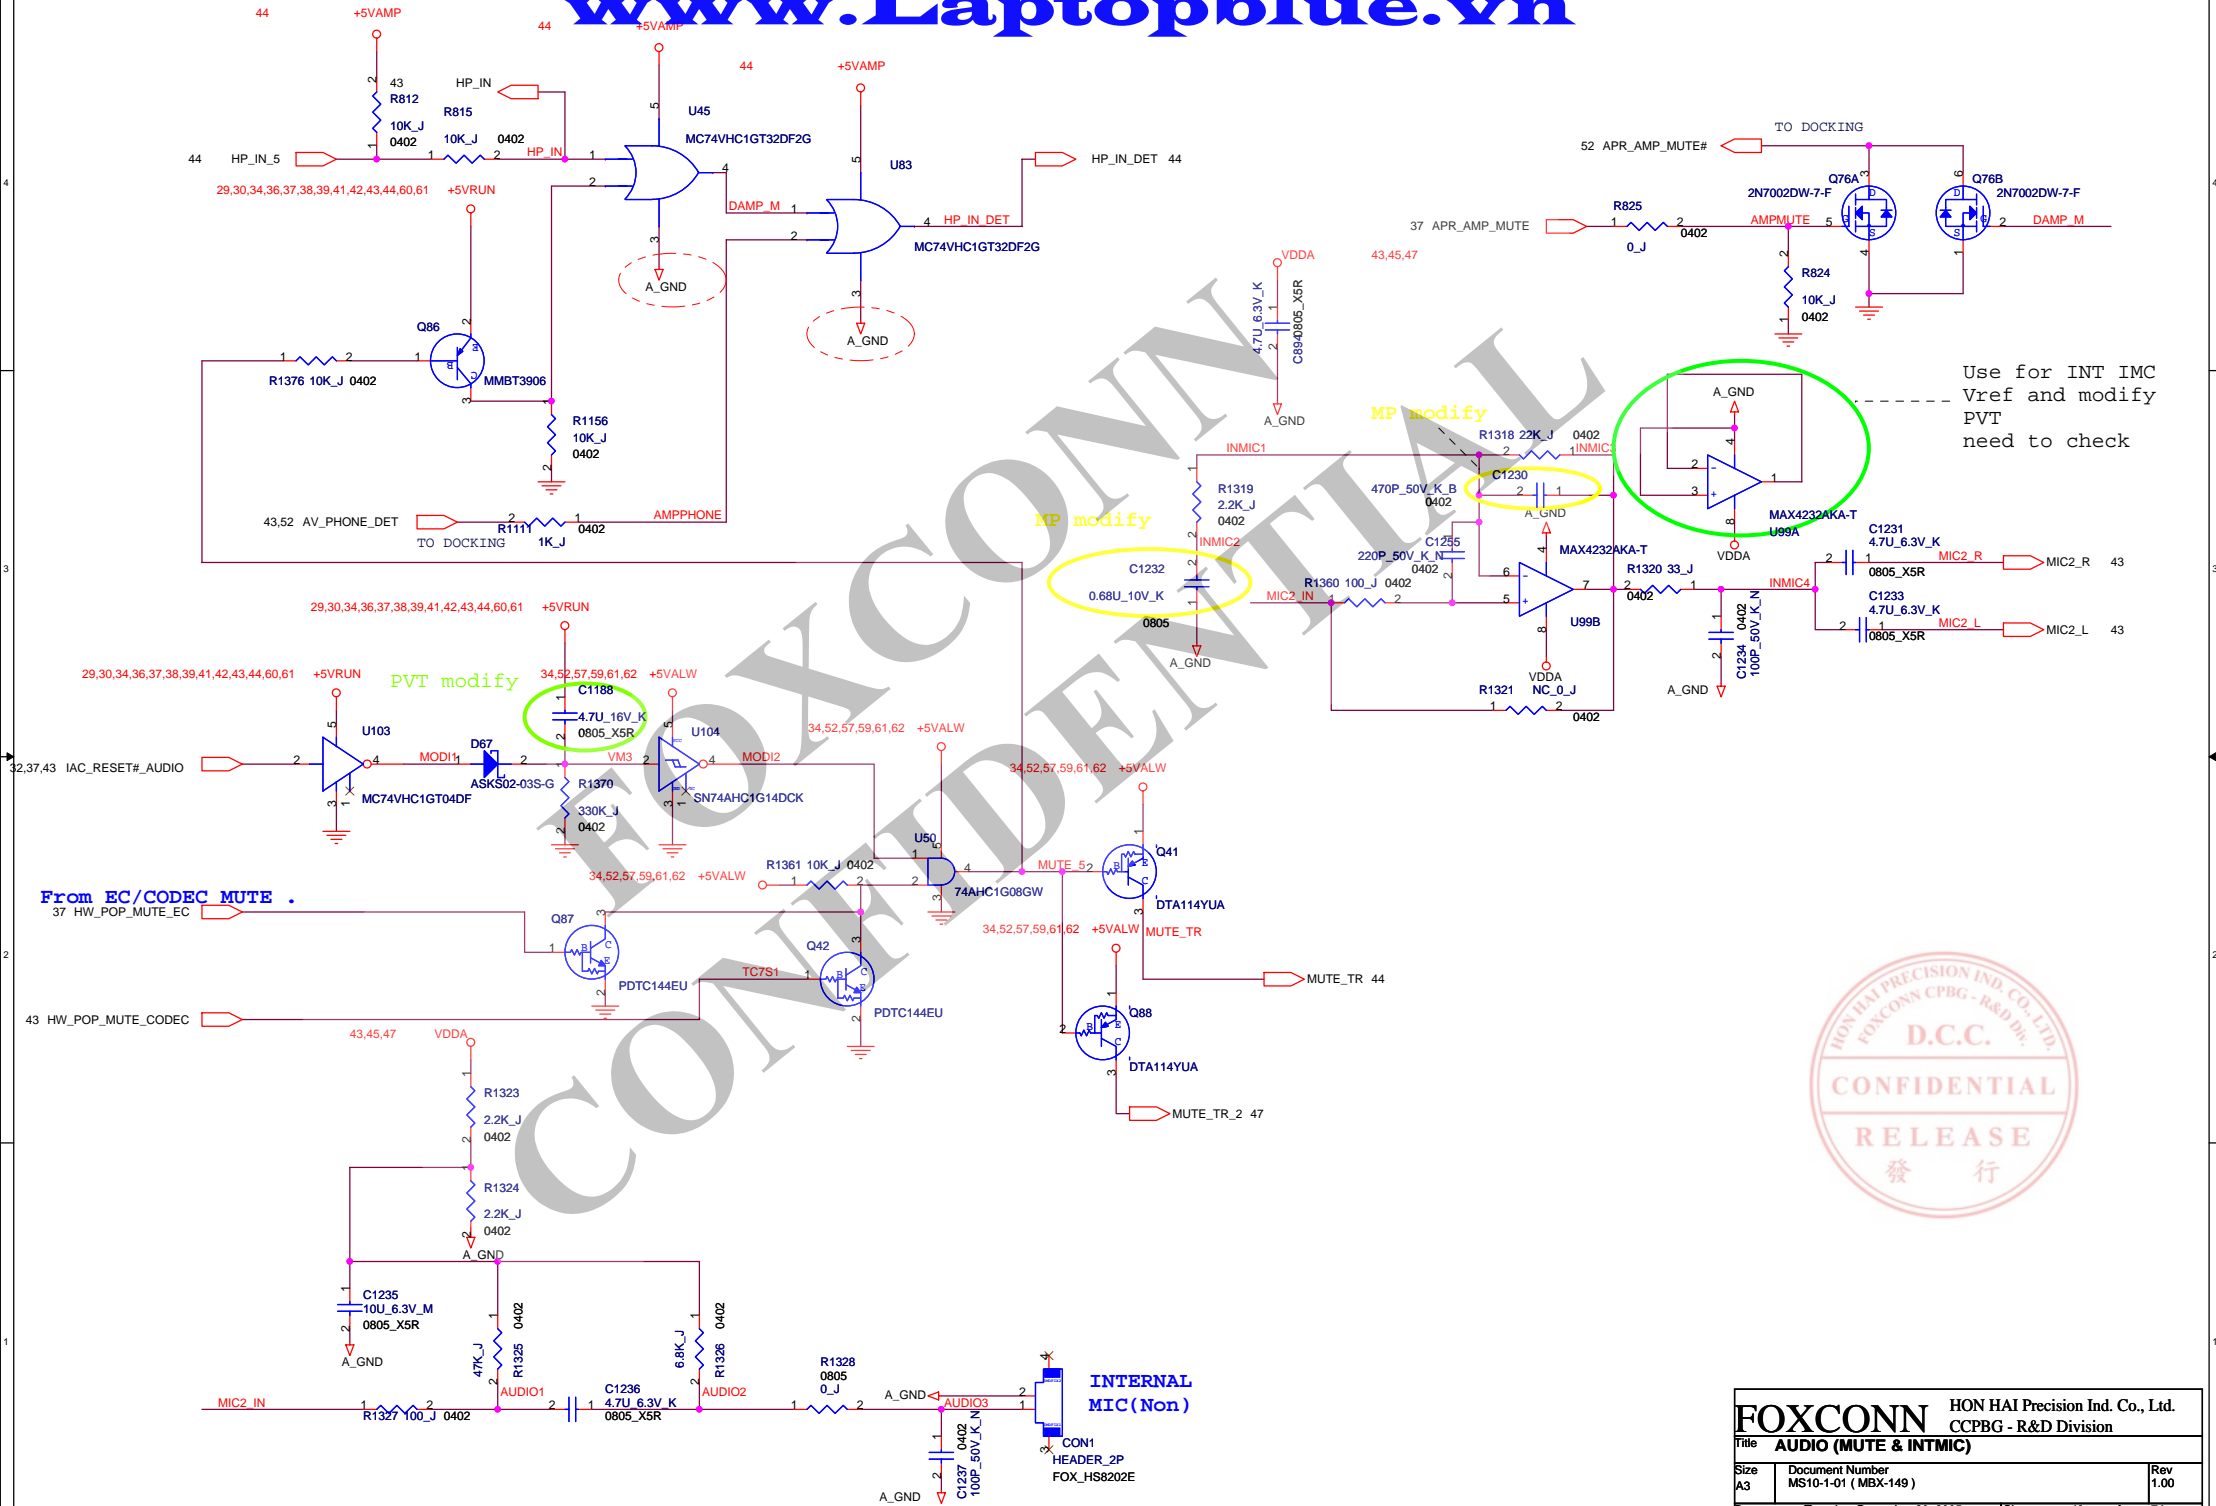 www.Laptopblue.vn
44 +5VAMP
44 +5VAMP
44 +5VAMP
43 HP_IN
R812
10K_J
0402
R815
10K_J 0402
U45
MC74VHC1GT32DF2G
U83
44 HP_IN_5
HP_IN
HP_IN_DET 44
29,30,34,36,37,38,39,41,42,43,44,60,61 +5VRUN
DAMP_M
HP_IN_DET
MC74VHC1GT32DF2G
A_GND
A_GND
Q86
MMBT3906
R1376 10K_J 0402
R1156
10K_J
0402
43,52 AV_PHONE_DET
TO DOCKING
R1111
1K_J
0402
AMPPHONE
TO DOCKING
52 APR_AMP_MUTE#
Q76A
2N7002DW-7-F
Q76B
2N7002DW-7-F
37 APR_AMP_MUTE
R825
0_J
0402
AMPMUTE
DAMP_M
R824
10K_J
0402
VDDA 43,45,47
4.7U_6.3V_K
C894
0805_X5R
A_GND
Use for INT IMC
Vref and modify
PVT
need to check
A_GND
MAX4232AKA-T
U99A
VDDA
MP modify
R1318 22K_J 0402
INMIC1
INMIC3
C1230
470P_50V_K_B
0402
A_GND
R1319
2.2K_J
0402
MP modify
INMIC2
C1232
0.68U_10V_K
0805
A_GND
C1255
220P_50V_K_N
0402
MAX4232AKA-T
R1360 100_J 0402
MIC2_IN
U99B
VDDA
R1321 NC_0_J
0402
R1320 33_J
0402
INMIC4
C1231
4.7U_6.3V_K
0805_X5R
MIC2_R
MIC2_R 43
C1233
4.7U_6.3V_K
0805_X5R
MIC2_L
MIC2_L 43
C1234 0402
100P_50V_K_N
A_GND
29,30,34,36,37,38,39,41,42,43,44,60,61 +5VRUN
29,30,34,36,37,38,39,41,42,43,44,60,61 +5VRUN
PVT modify
34,52,57,59,61,62 +5VALW
C1188
4.7U_16V_K
0805_X5R
U103
MC74VHC1GT04DF
32,37,43 IAC_RESET#_AUDIO
MODI1
D67
ASKS02-03S-G
VM3
R1370
330K_J
0402
U104
SN74AHC1G14DCK
MODI2
34,52,57,59,61,62 +5VALW
34,52,57,59,61,62 +5VALW
U50
74AHC1G08GW
R1361 10K_J 0402
34,52,57,59,61,62 +5VALW
MUTE_5
Q41
DTA114YUA
From EC/CODEC MUTE .
37 HW_POP_MUTE_EC
Q87
PDTC144EU
Q42
PDTC144EU
TC7S1
34,52,57,59,61,62 +5VALW
MUTE_TR
MUTE_TR 44
43 HW_POP_MUTE_CODEC
Q88
DTA114YUA
MUTE_TR_2 47
43,45,47 VDDA
R1323
2.2K_J
0402
R1324
2.2K_J
0402
A_GND
C1235
10U_6.3V_M
0805_X5R
A_GND
47K_J
R1325 0402
6.8K_J
R1326 0402
MIC2_IN
R1327 100_J 0402
AUDIO1
C1236
4.7U_6.3V_K
0805_X5R
AUDIO2
R1328
0805
0_J
A_GND
AUDIO3
C1237 0402
100P_50V_K_N
A_GND
INTERNAL
MIC(Non)
CON1
HEADER_2P
FOX_HS8202E
FOXCONN
CONFIDENTIAL
HON HAI PRECISION IND. CO., LTD.
FOXCONN CPBG - R&D Div.
D.C.C.
CONFIDENTIAL
RELEASE
發 行
FOXCONN HON HAI Precision Ind. Co., Ltd.
CCPBG - R&D Division
Title AUDIO (MUTE & INTMIC)
Size
A3
Document Number
MS10-1-01 ( MBX-149 )
Rev
1.00